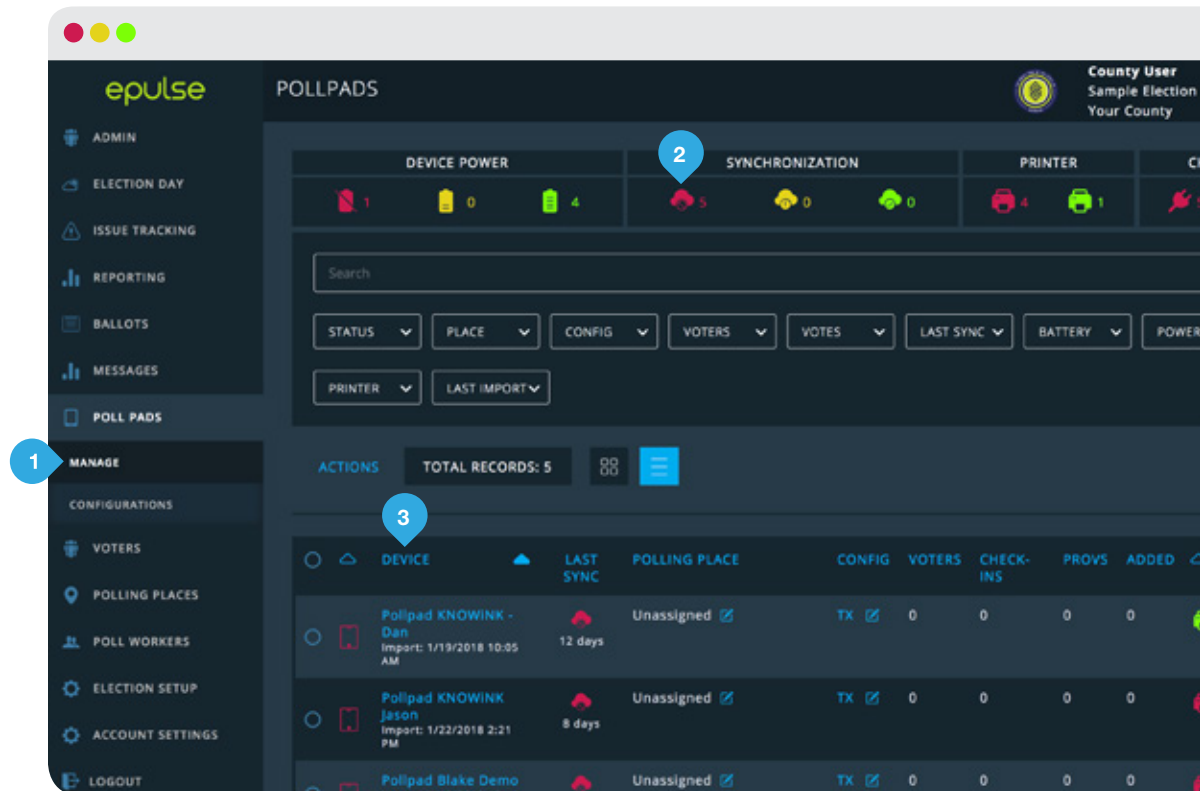 epulse
POLLPADS
County User
Sample Election
Your County
ADMIN
ELECTION DAY
ISSUE TRACKING
REPORTING
BALLOTS
MESSAGES
POLL PADS
1
MANAGE
CONFIGURATIONS
VOTERS
POLLING PLACES
POLL WORKERS
ELECTION SETUP
ACCOUNT SETTINGS
LOGOUT
DEVICE POWER
2
SYNCHRONIZATION
PRINTER
1
0
4
5
0
0
4
1
Search
STATUS PLACE CONFIG VOTERS VOTES LAST SYNC BATTERY POWER
PRINTER LAST IMPORT
ACTIONS TOTAL RECORDS: 5
3
DEVICE LAST SYNC POLLING PLACE CONFIG VOTERS CHECK-INS PROVS ADDED
Pollpad KNOWiNK -
Dan
Import: 1/19/2018 10:05
AM
12 days
Unassigned TX 0 0 0 0
Pollpad KNOWiNK
Jason
Import: 1/22/2018 2:21
PM
8 days
Unassigned TX 0 0 0 0
Pollpad Blake Demo
Unassigned TX 0 0 0 0